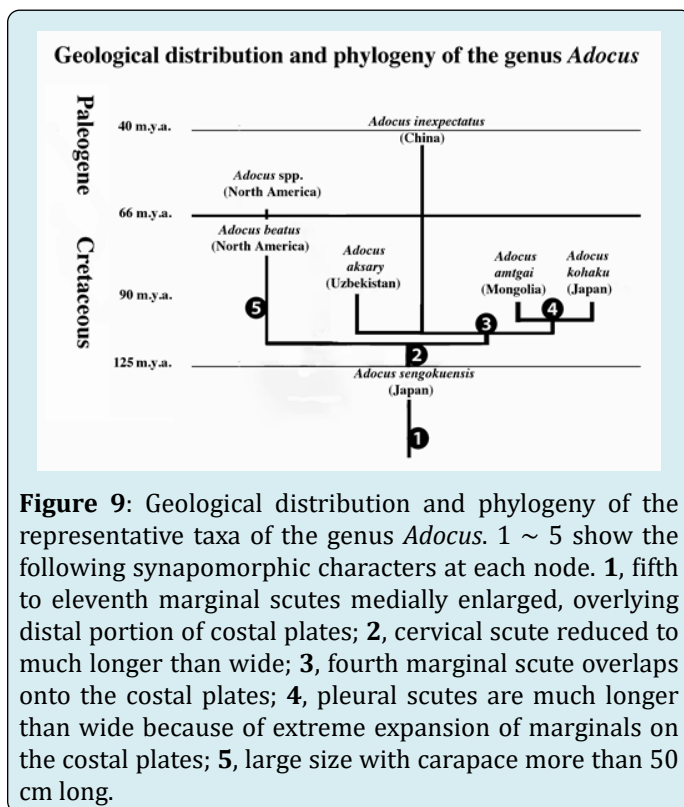 Geological distribution and phylogeny of the genus Adocus
Paleogene
40 m.y.a.
Adocus inexpectatus
(China)
Adocus spp.
(North America)
66 m.y.a.
Cretaceous
Adocus beatus
(North America)
Adocus
aksary
(Uzbekistan)
Adocus
amtgai
(Mongolia)
Adocus
kohaku
(Japan)
90 m.y.a.
5
3
4
2
125 m.y.a.
Adocus sengokuensis
(Japan)
1
Figure 9: Geological distribution and phylogeny of the
representative taxa of the genus Adocus. 1 ~ 5 show the
following synapomorphic characters at each node. 1, fifth
to eleventh marginal scutes medially enlarged, overlying
distal portion of costal plates; 2, cervical scute reduced to
much longer than wide; 3, fourth marginal scute overlaps
onto the costal plates; 4, pleural scutes are much longer
than wide because of extreme expansion of marginals on
the costal plates; 5, large size with carapace more than 50
cm long.